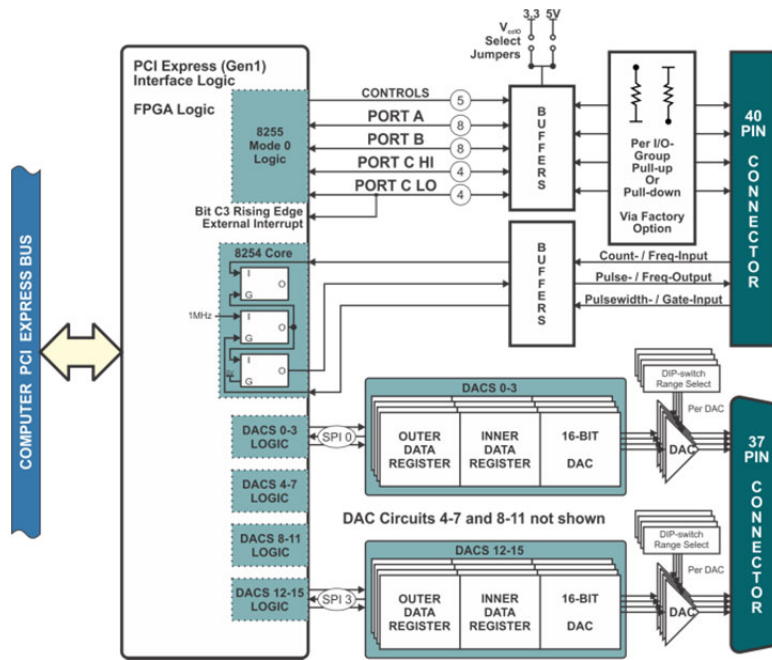 3.3 5V
VccIO
Select
Jumpers
PCI Express (Gen1)
Interface Logic
FPGA Logic
8255
Mode 0
Logic
CONTROLS
5
PORT A
8
PORT B
8
PORT C HI
4
PORT C LO
4
Bit C3 Rising Edge
External Interrupt
BUFFERS
Per I/O-
Group
Pull-up
Or
Pull-down
Via Factory
Option
40
PIN
CONNECTOR
COMPUTER PCI EXPRESS BUS
8254 Core
I
O
G
1MHz
I
O
G
I
O
G
BUFFERS
Count- / Freq-Input
Pulse- / Freq-Output
Pulsewidth- / Gate-Input
DACS 0-3
LOGIC
SPI 0
DACS 0-3
OUTER
DATA
REGISTER
INNER
DATA
REGISTER
16-BIT
DAC
DIP-switch
Range Select
Per DAC
DAC
37
PIN
CONNECTOR
DACS 4-7
LOGIC
DAC Circuits 4-7 and 8-11 not shown
DACS 8-11
LOGIC
DACS 12-15
LOGIC
SPI 3
DACS 12-15
OUTER
DATA
REGISTER
INNER
DATA
REGISTER
16-BIT
DAC
DIP-switch
Range Select
Per DAC
DAC